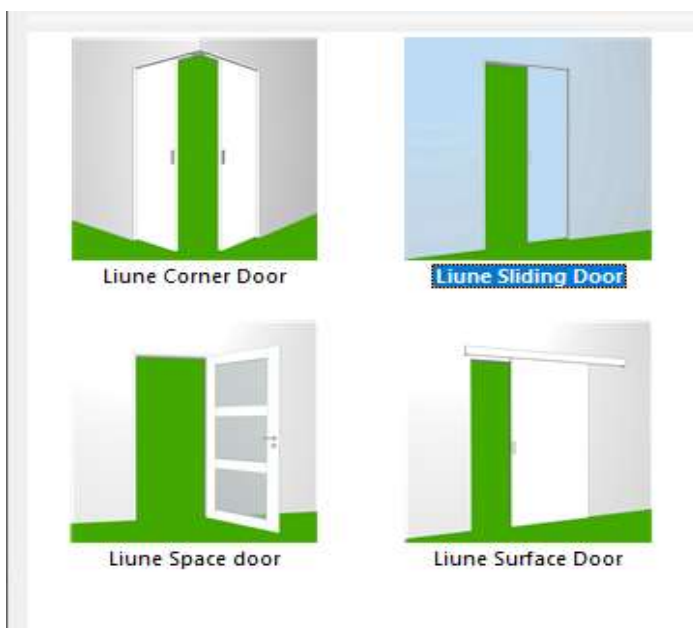 Liune Corner Door
Liune Sliding Door
Liune Space door
Liune Surface Door